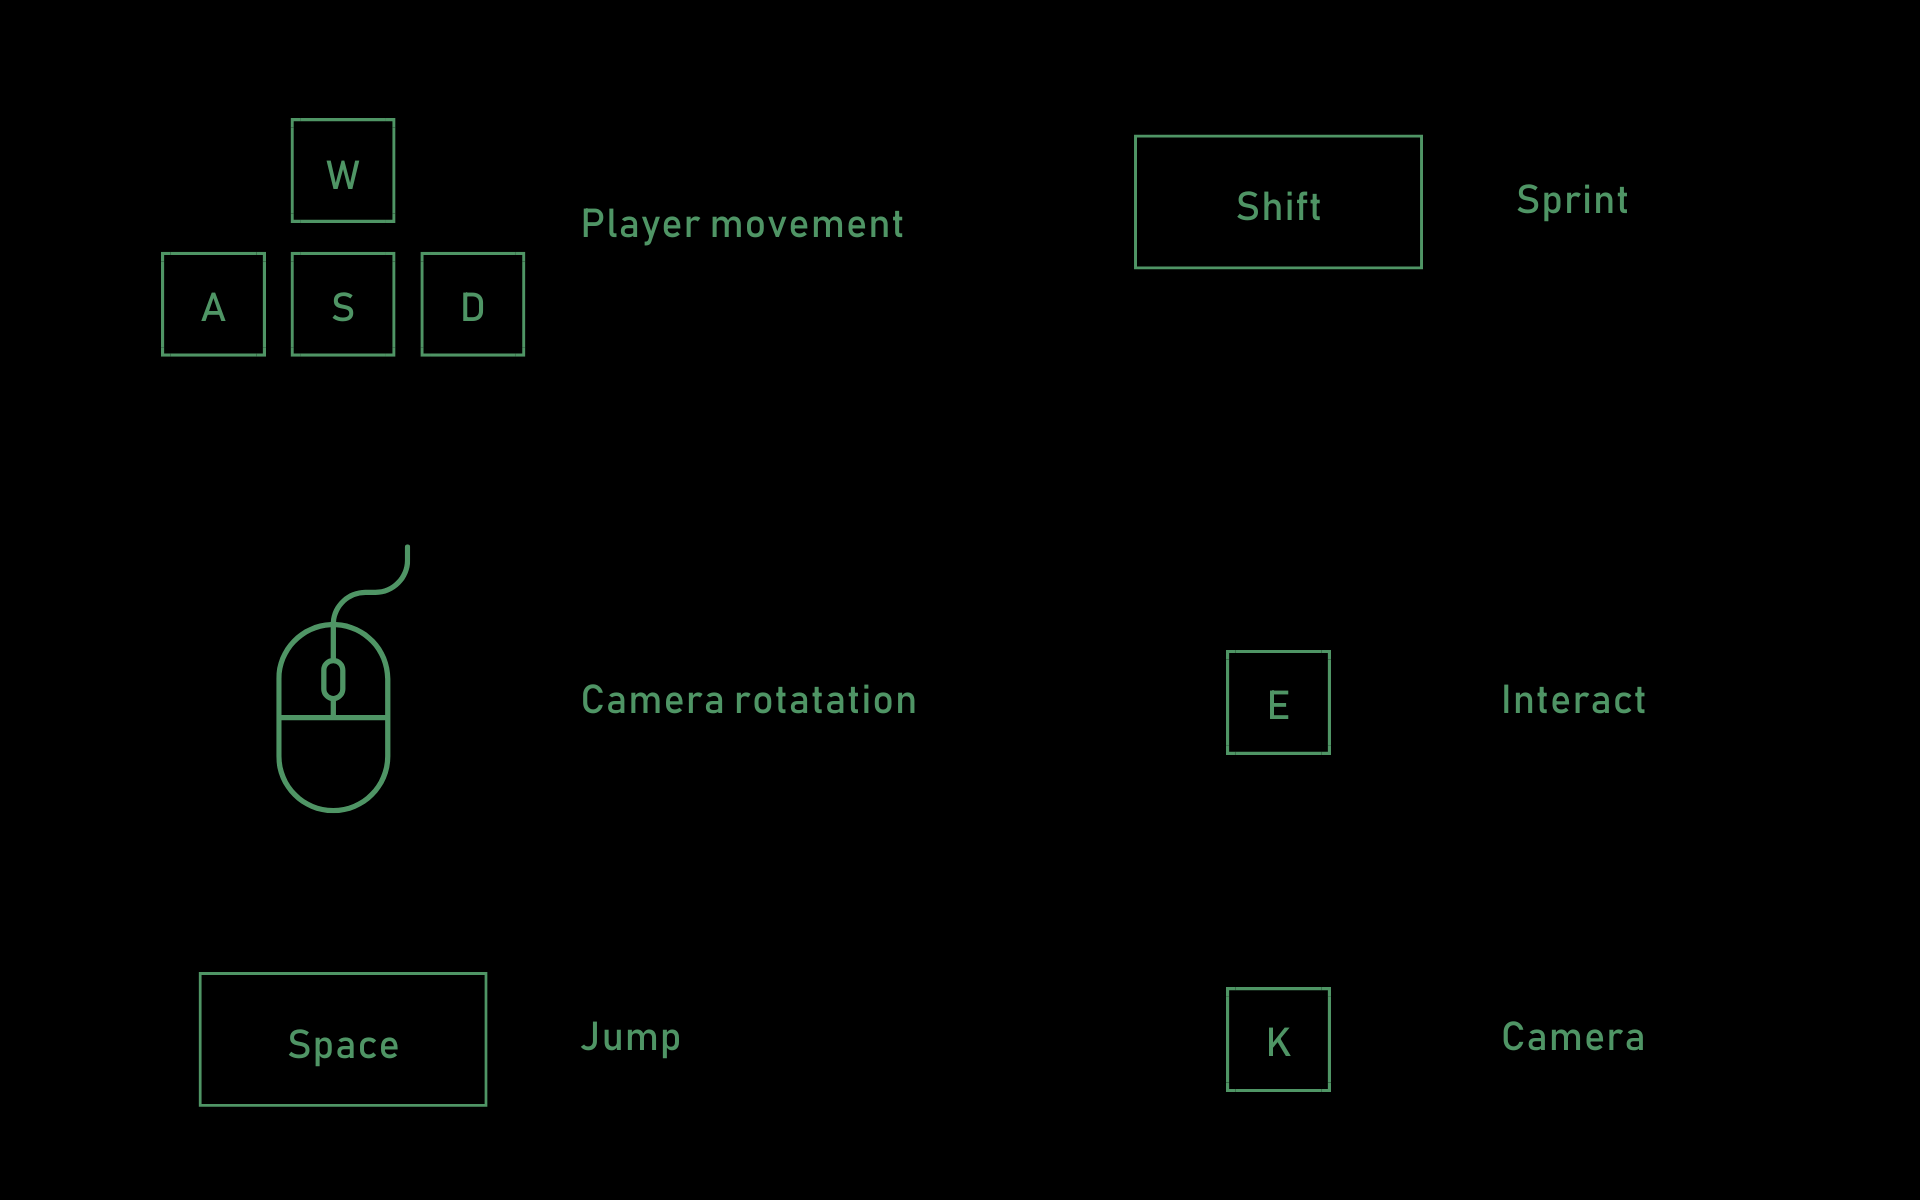 W
A S D
Player movement
Shift
Sprint
Camera rotatation
E
Interact
Space
Jump
K
Camera